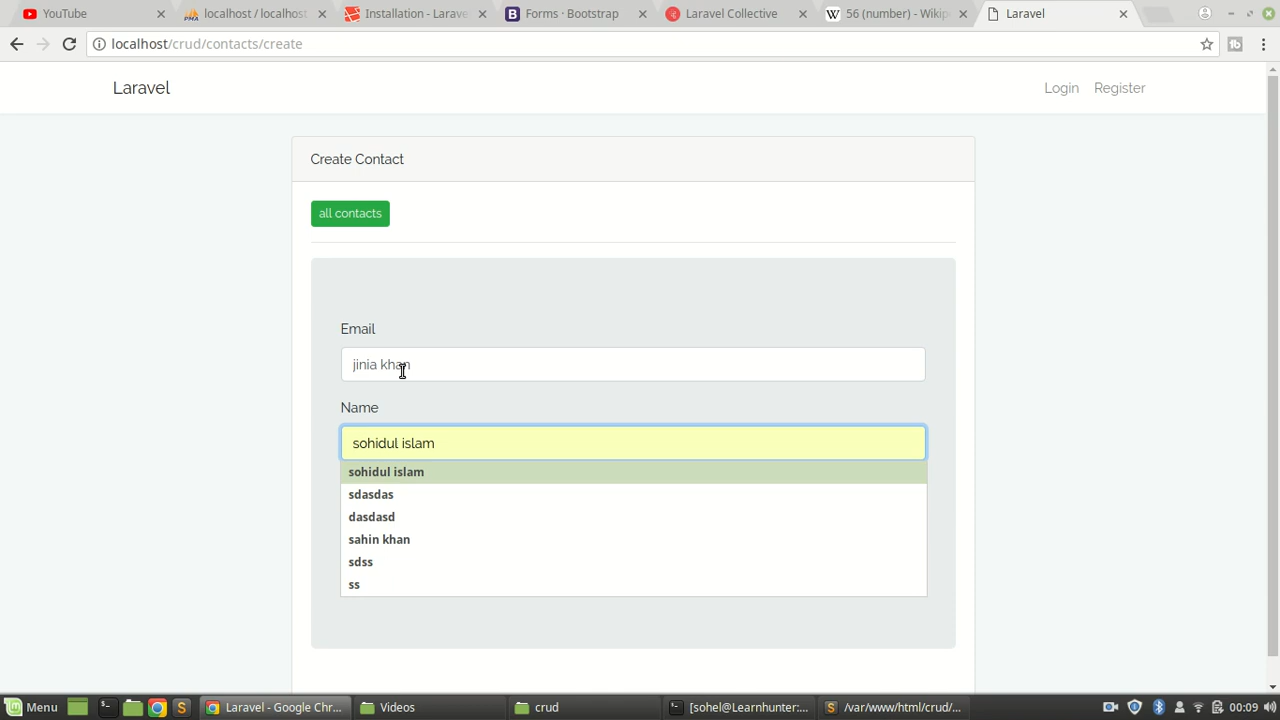 YouTube
localhost / localhost
Installation - Larave
Forms · Bootstrap
Laravel Collective
56 (number) - Wikip
Laravel
localhost/crud/contacts/create
Laravel
Login
Register
Create Contact
all contacts
Email
jinia khan
Name
sohidul islam
sohidul islam
sdasdas
dasdasd
sahin khan
sdss
ss
Menu
Laravel - Google Chr...
Videos
crud
[sohel@Learnhunter:...
/var/www/html/crud/...
00:09